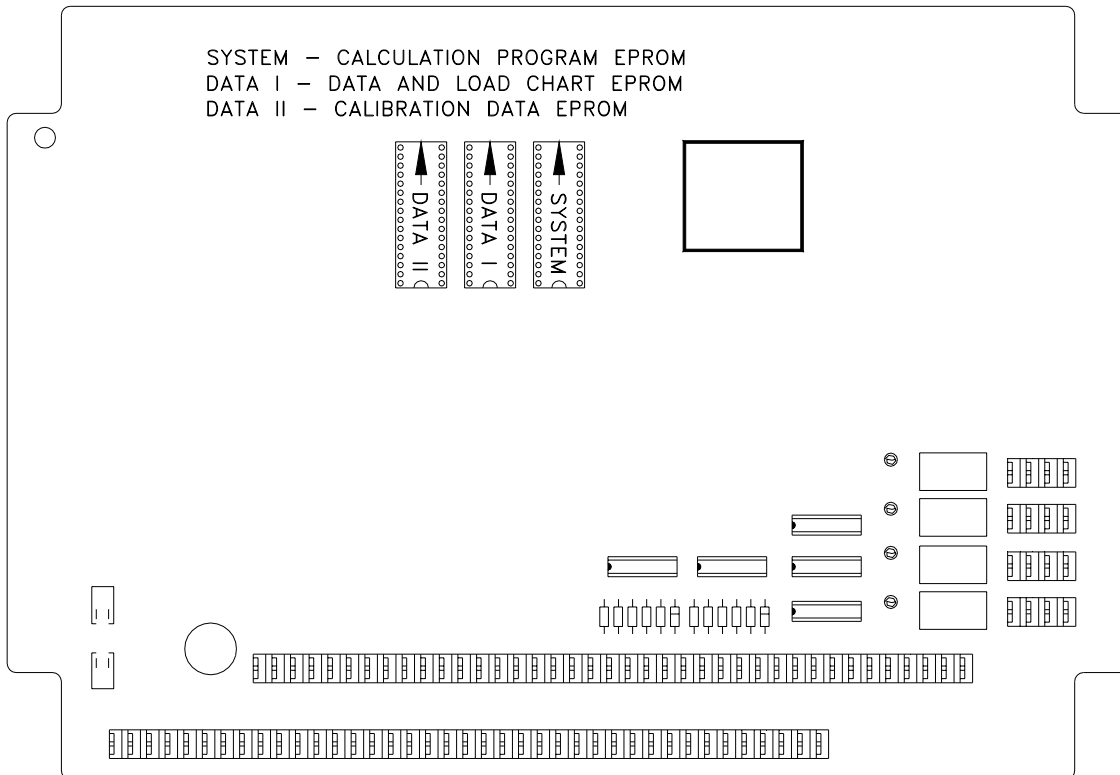 SYSTEM – CALCULATION PROGRAM EPROM
DATA I – DATA AND LOAD CHART EPROM
DATA II – CALIBRATION DATA EPROM
DATA II
DATA I
SYSTEM